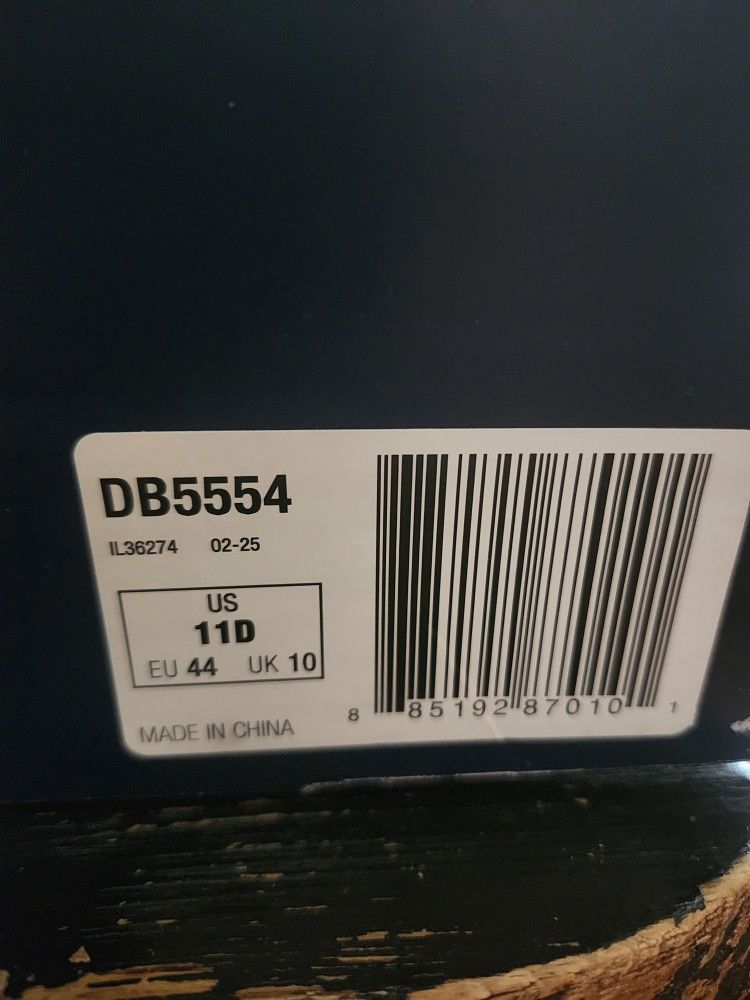 DB5554
IL36274 02-25
US
11D
EU 44 UK 10
MADE IN CHINA
8 85192 87010 1